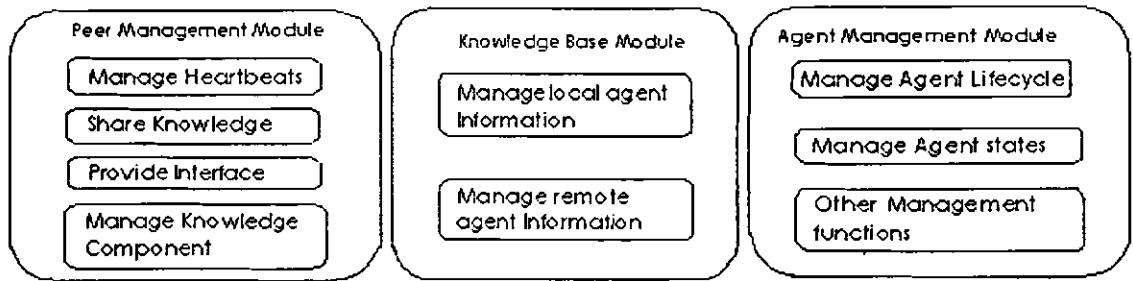 Peer Management Module
Manage Heartbeats
Share Knowledge
Provide Interface
Manage Knowledge
Component
Knowledge Base Module
Manage local agent
Information
Manage remote
agent Information
Agent Management Module
Manage Agent Lifecycle
Manage Agent states
Other Management
functions